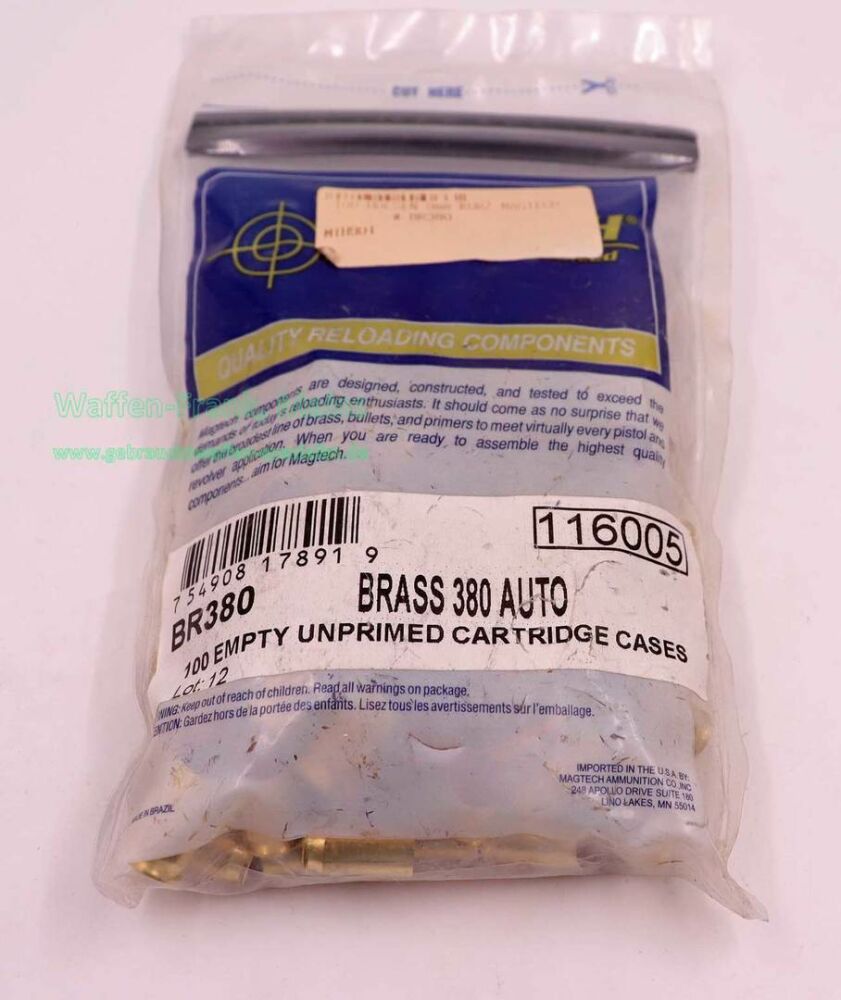 CUT HERE
* BR380
QUALITY RELOADING COMPONENTS
Magtech components are designed, constructed, and tested to exceed the
demands of today's reloading enthusiasts. It should come as no surprise that we
offer the broadest line of brass, bullets, and primers to meet virtually every pistol and
revolver application. When you are ready to assemble the highest quality
components... aim for Magtech.
Waffen-Frank
www.gebrauc
116005
7 54908 17891 9
BR380
BRASS 380 AUTO
100 EMPTY UNPRIMED CARTRIDGE CASES
Lot: 12
Keep out of reach of children. Read all warnings on package.
Gardez hors de la portée des enfants. Lisez tous les avertissements sur l'emballage.
IMPORTED IN THE U.S.A. BY:
MAGTECH AMMUNITION CO., INC
248 APOLLO DRIVE SUITE 180
LINO LAKES, MN 55014
MADE IN BRAZIL